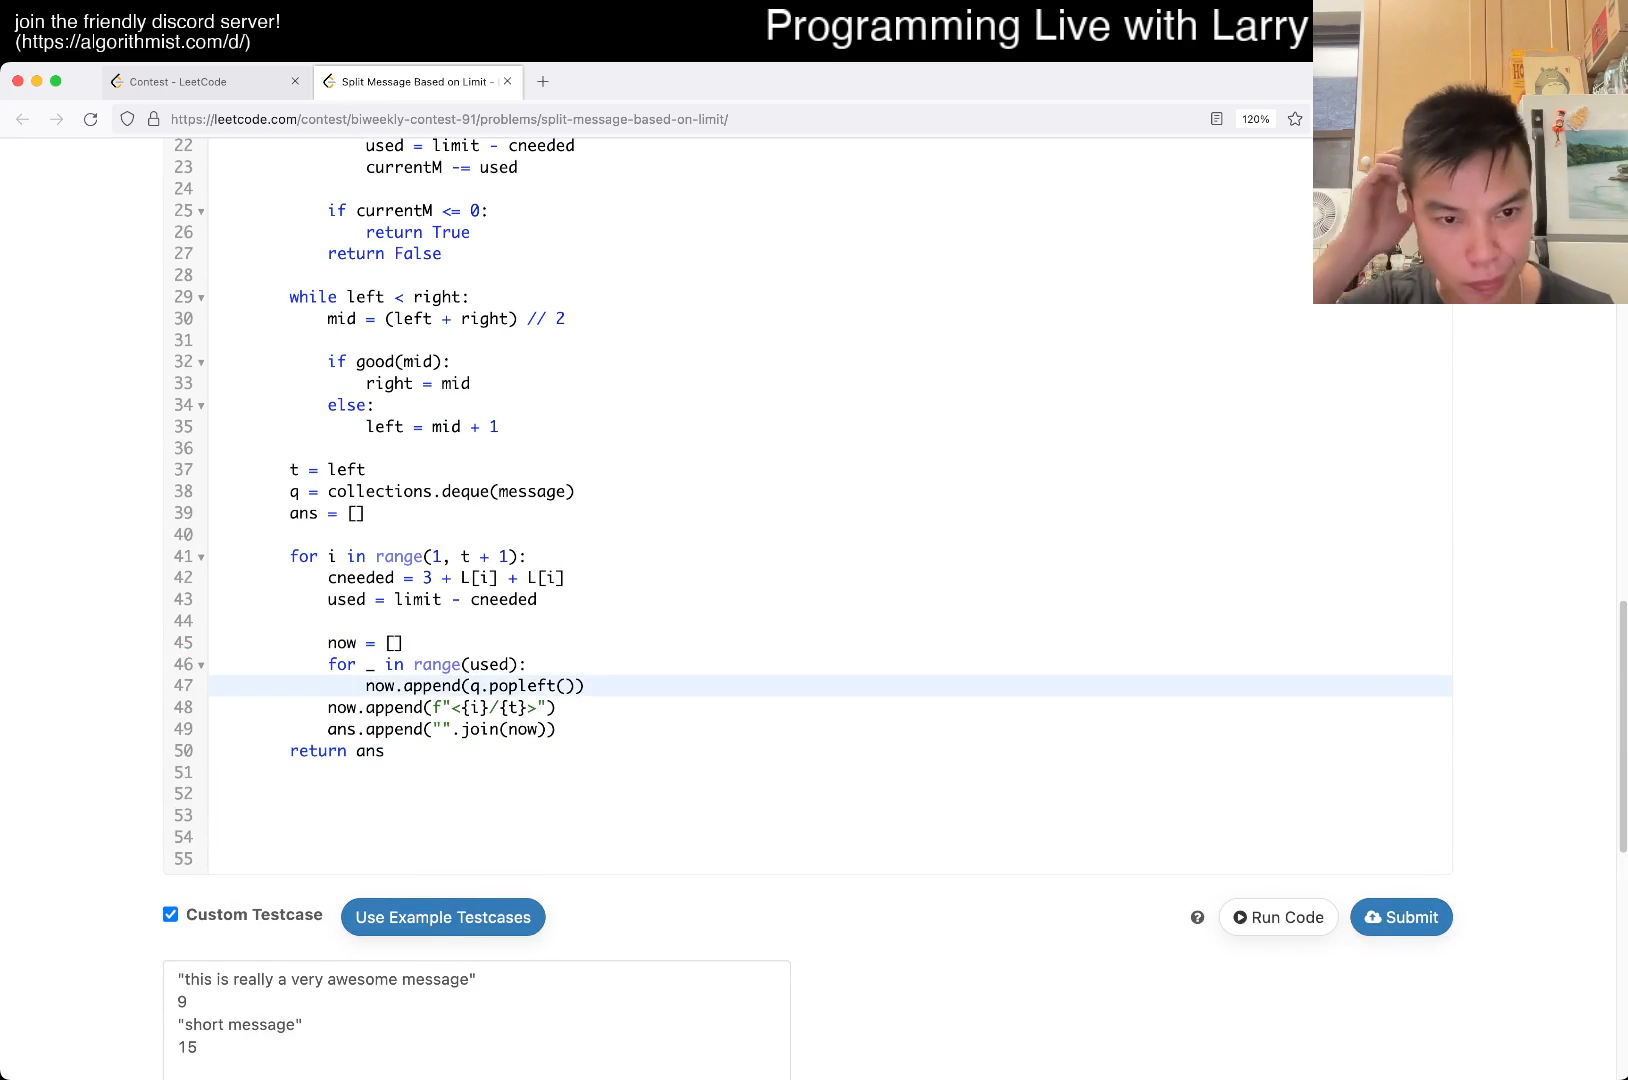 join the friendly discord server!
(https://algorithmist.com/d/)
Programming Live with Larry
Contest - LeetCode
Split Message Based on Limit -
https://leetcode.com/contest/biweekly-contest-91/problems/split-message-based-on-limit/
120%
22 used = limit - cneeded
23 currentM -= used
24
25 if currentM <= 0:
26 return True
27 return False
28
29 while left < right:
30 mid = (left + right) // 2
31
32 if good(mid):
33 right = mid
34 else:
35 left = mid + 1
36
37 t = left
38 q = collections.deque(message)
39 ans = []
40
41 for i in range(1, t + 1):
42 cneeded = 3 + L[i] + L[i]
43 used = limit - cneeded
44
45 now = []
46 for _ in range(used):
47 now.append(q.popleft())
48 now.append(f"<{i}/{t}>")
49 ans.append("".join(now))
50 return ans
51
52
53
54
55
Custom Testcase
Use Example Testcases
Run Code
Submit
"this is really a very awesome message"
9
"short message"
15